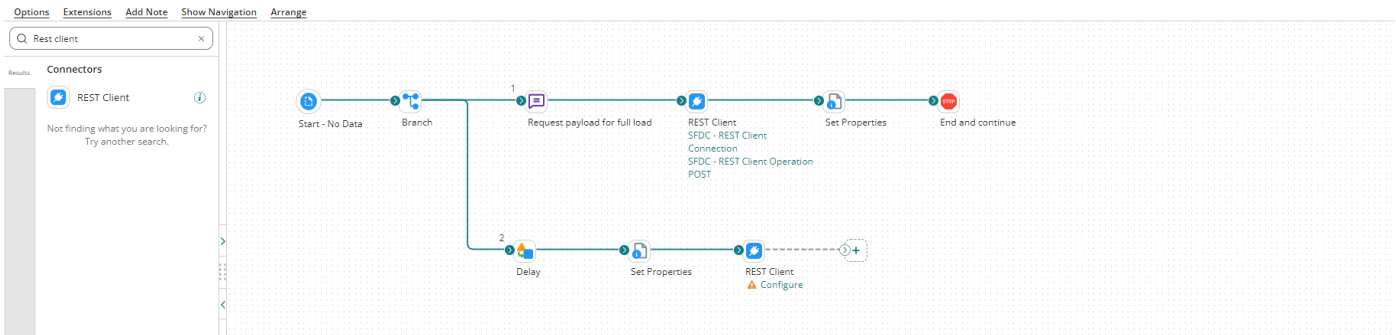 Options Extensions Add Note Show Navigation Arrange
Rest client
Results
Connectors
REST Client
Not finding what you are looking for?
Try another search.
1
Start - No Data
Branch
Request payload for full load
REST Client
SFDC - REST Client
Connection
SFDC - REST Client Operation
POST
Set Properties
STOP
End and continue
2
Delay
Set Properties
REST Client
Configure